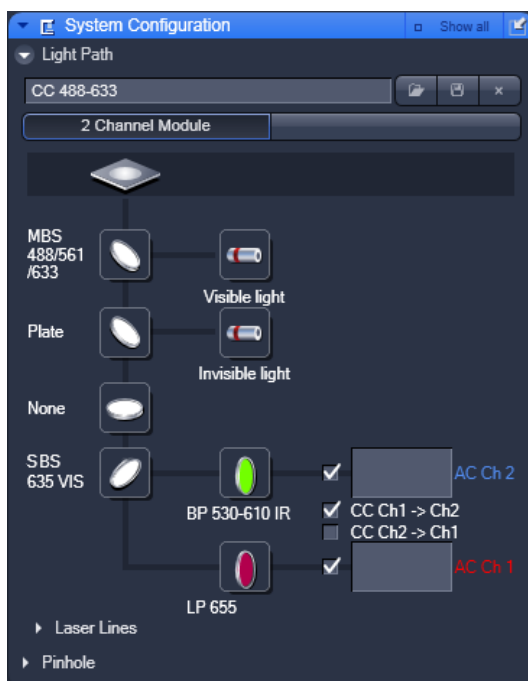 System Configuration Show all
Light Path
CC 488-633
2 Channel Module
MBS
488/561
/633
Visible light
Plate
Invisible light
None
SBS
635 VIS
AC Ch 2
BP 530-610 IR
CC Ch1 -> Ch2
CC Ch2 -> Ch1
AC Ch 1
LP 655
Laser Lines
Pinhole